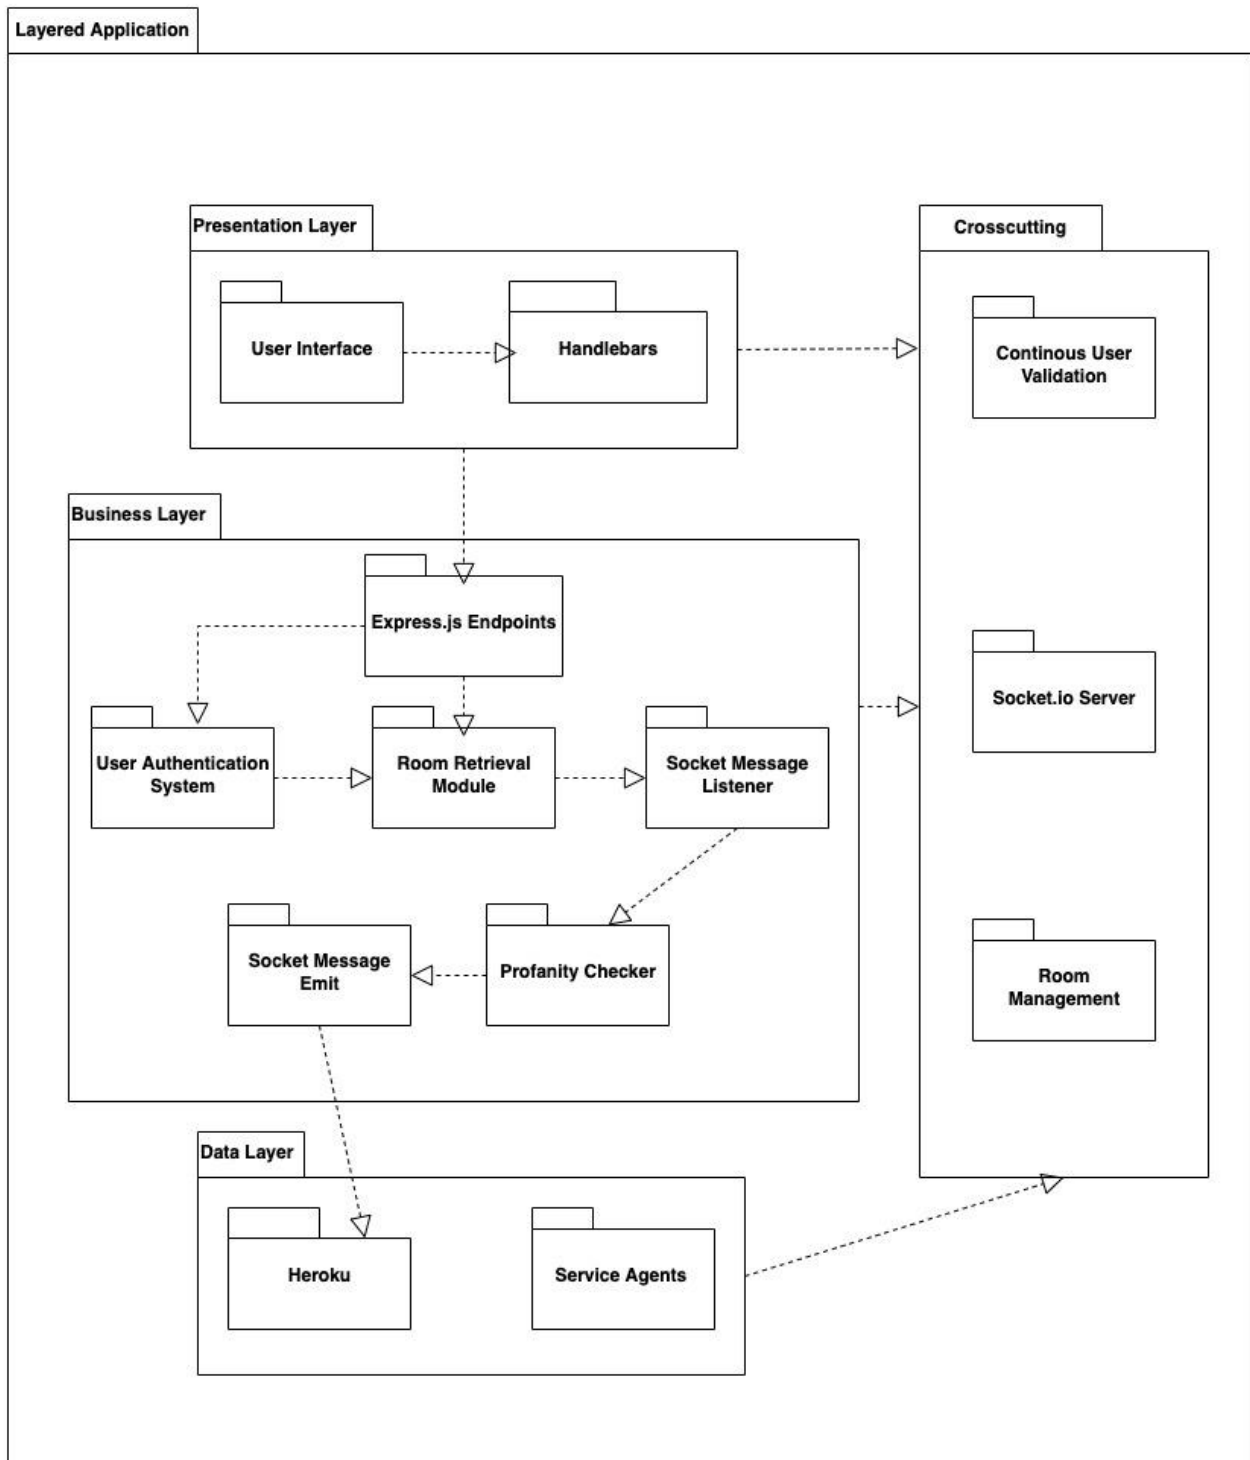 Layered Application
Presentation Layer
Crosscutting
User Interface
Handlebars
Continous User
Validation
Business Layer
Express.js Endpoints
Socket.io Server
User Authentication
System
Room Retrieval
Module
Socket Message
Listener
Socket Message
Emit
Profanity Checker
Room
Management
Data Layer
Heroku
Service Agents